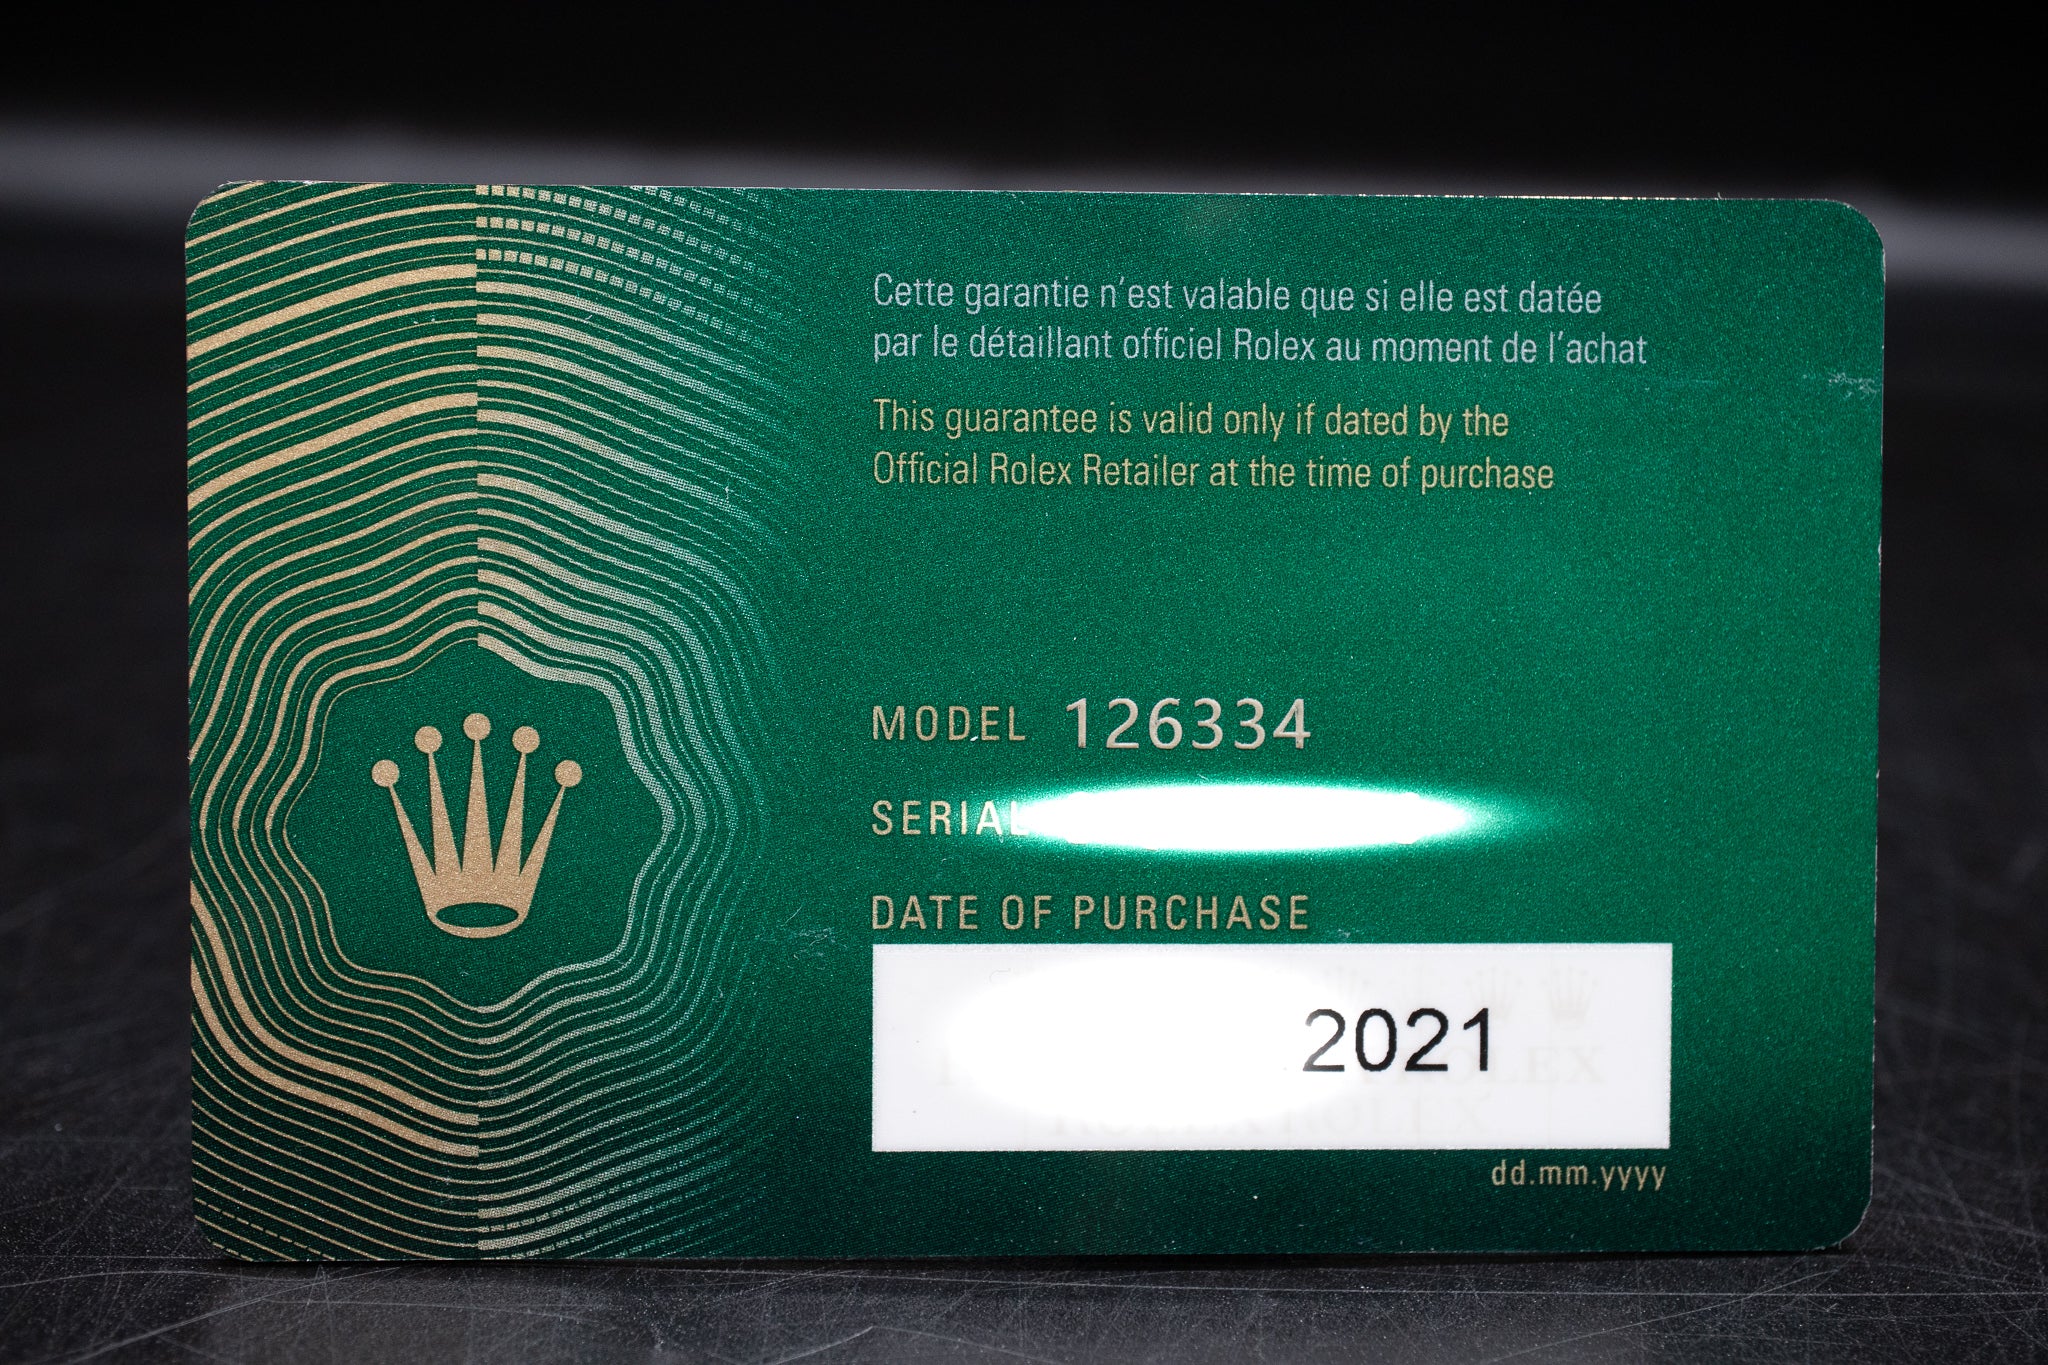 Cette garantie n'est valable que si elle est datée
par le détaillant officiel Rolex au moment de l'achat
This guarantee is valid only if dated by the
Official Rolex Retailer at the time of purchase
MODEL 126334
SERIAL
DATE OF PURCHASE
2021
ROLEX
dd.mm.yyyy